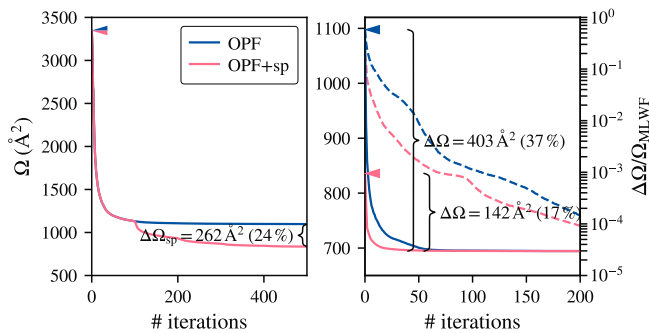 3500
3000
2500
2000
1500
1000
500
Ω (Å²)
OPF
OPF+sp
ΔΩsp = 262 Å² (24 %)
0
200
400
# iterations
1100
1000
900
800
700
ΔΩ = 403 Å² (37 %)
ΔΩ = 142 Å² (17 %)
0
50
100
150
200
# iterations
10⁰
10⁻¹
10⁻²
10⁻³
10⁻⁴
10⁻⁵
ΔΩ/Ω_MLWF